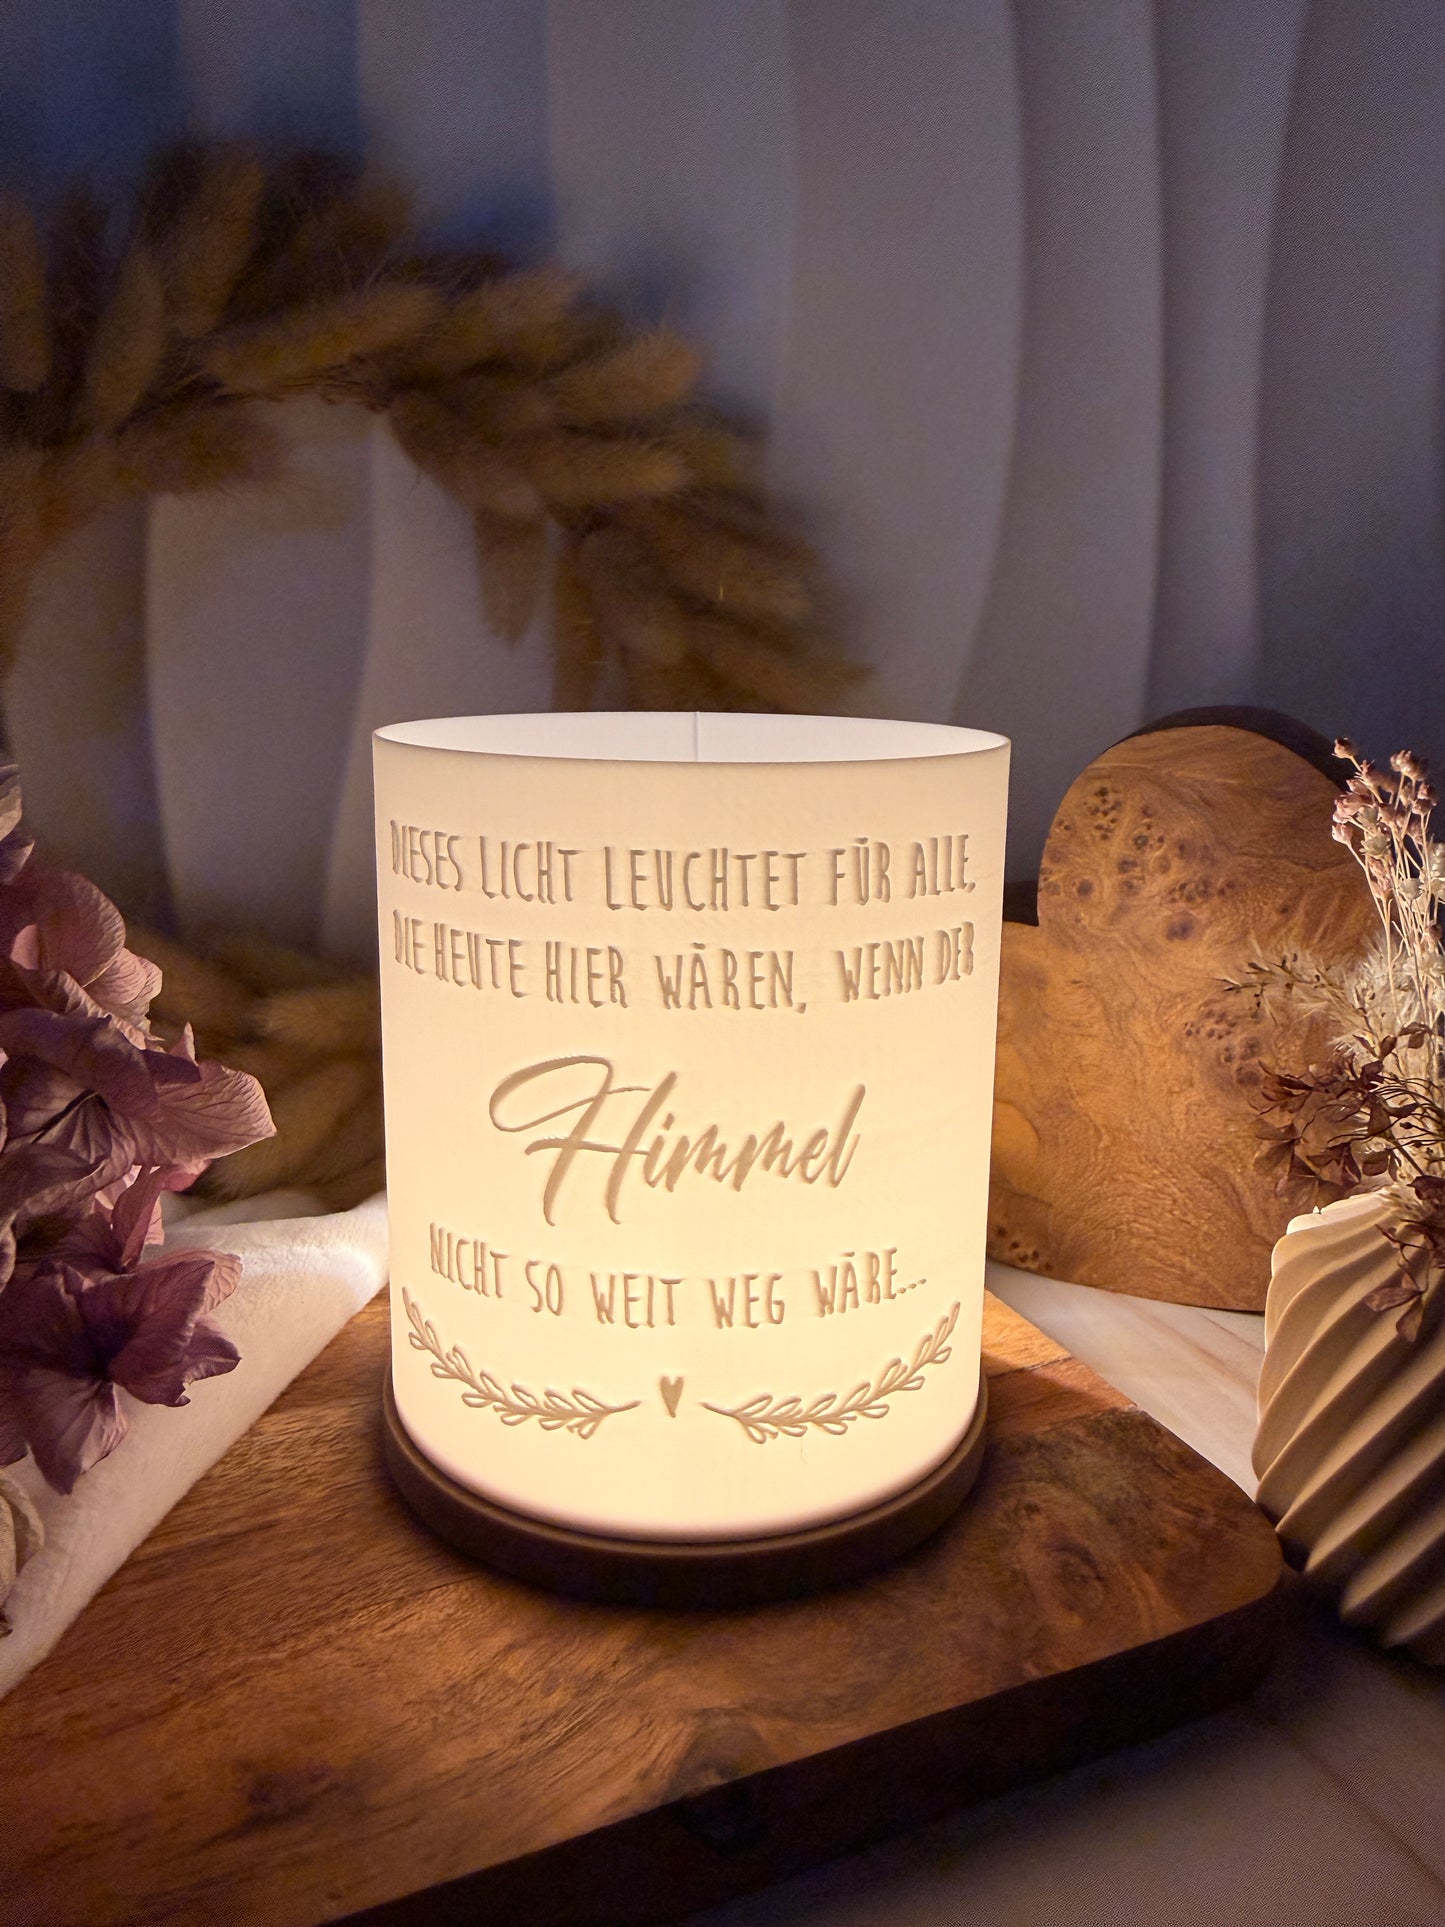 DIESES LICHT LEUCHTET FÜR ALLE,
DIE HEUTE HIER WÄREN, WENN DER
Himmel
NICHT SO WEIT WEG WÄRE...